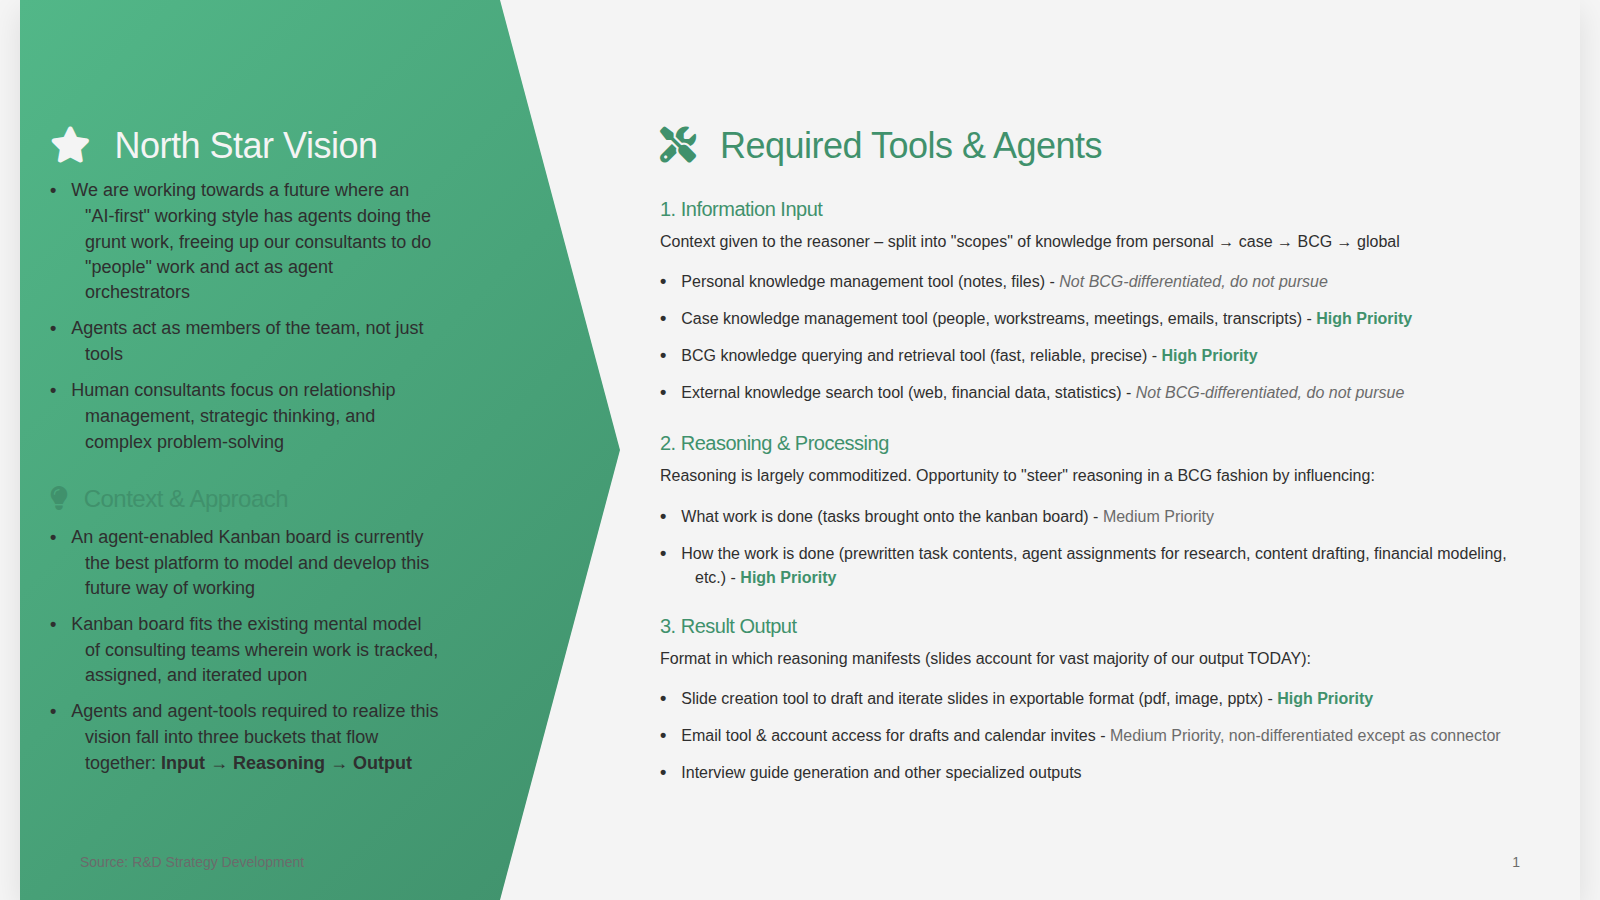 North Star Vision
• We are working towards a future where an
"AI-first" working style has agents doing the
grunt work, freeing up our consultants to do
"people" work and act as agent
orchestrators
• Agents act as members of the team, not just
tools
• Human consultants focus on relationship
management, strategic thinking, and
complex problem-solving
Context & Approach
• An agent-enabled Kanban board is currently
the best platform to model and develop this
future way of working
• Kanban board fits the existing mental model
of consulting teams wherein work is tracked,
assigned, and iterated upon
• Agents and agent-tools required to realize this
vision fall into three buckets that flow
together: Input → Reasoning → Output
Source: R&D Strategy Development
Required Tools & Agents
1. Information Input
Context given to the reasoner – split into "scopes" of knowledge from personal → case → BCG → global
• Personal knowledge management tool (notes, files) - Not BCG-differentiated, do not pursue
• Case knowledge management tool (people, workstreams, meetings, emails, transcripts) - High Priority
• BCG knowledge querying and retrieval tool (fast, reliable, precise) - High Priority
• External knowledge search tool (web, financial data, statistics) - Not BCG-differentiated, do not pursue
2. Reasoning & Processing
Reasoning is largely commoditized. Opportunity to "steer" reasoning in a BCG fashion by influencing:
• What work is done (tasks brought onto the kanban board) - Medium Priority
• How the work is done (prewritten task contents, agent assignments for research, content drafting, financial modeling,
etc.) - High Priority
3. Result Output
Format in which reasoning manifests (slides account for vast majority of our output TODAY):
• Slide creation tool to draft and iterate slides in exportable format (pdf, image, pptx) - High Priority
• Email tool & account access for drafts and calendar invites - Medium Priority, non-differentiated except as connector
• Interview guide generation and other specialized outputs
1